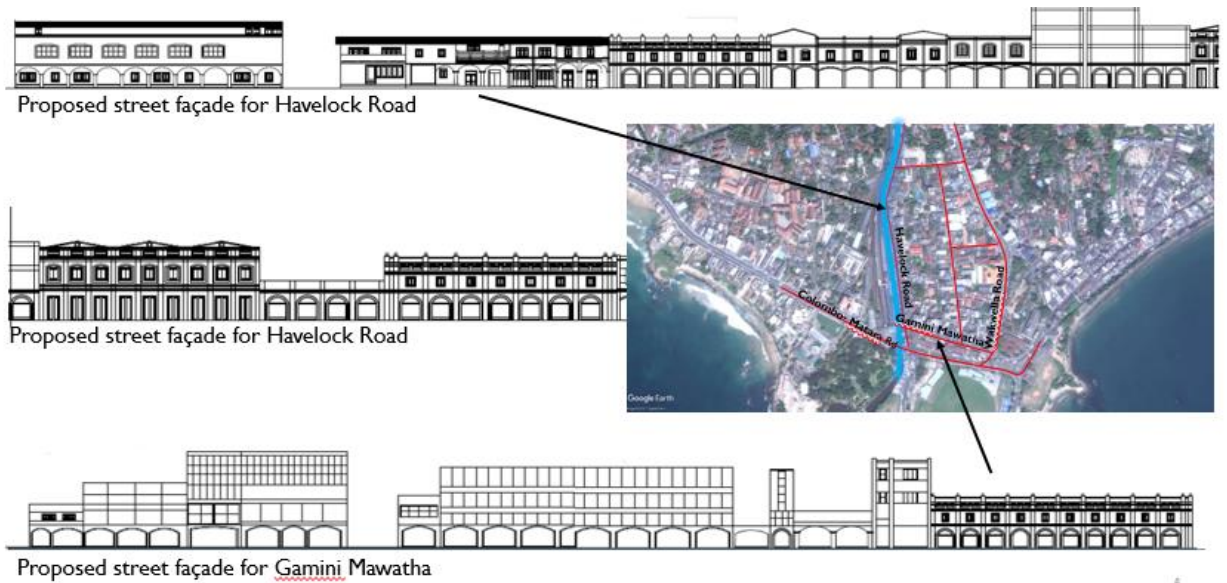 Proposed street façade for Havelock Road
Havelock Road
Wakwella Road
Colombo- Matara Rd
Gamini Mawatha
Google Earth
Proposed street façade for Havelock Road
Proposed street façade for Gamini Mawatha